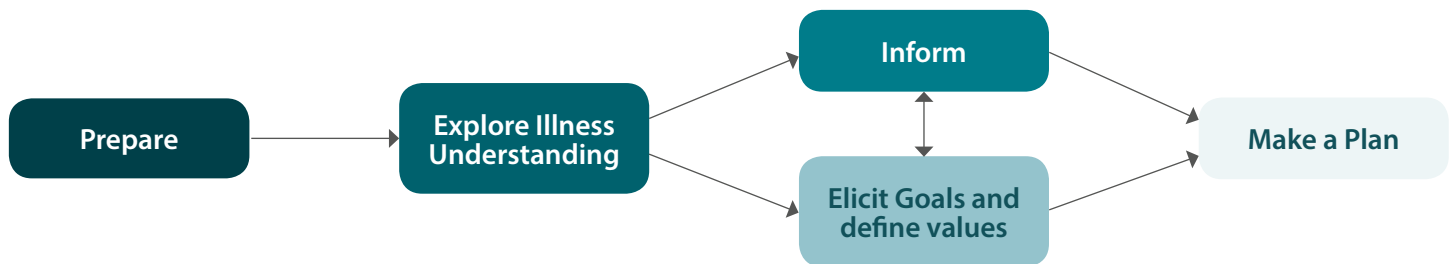 Prepare
Explore Illness
Understanding
Inform
Elicit Goals and
define values
Make a Plan